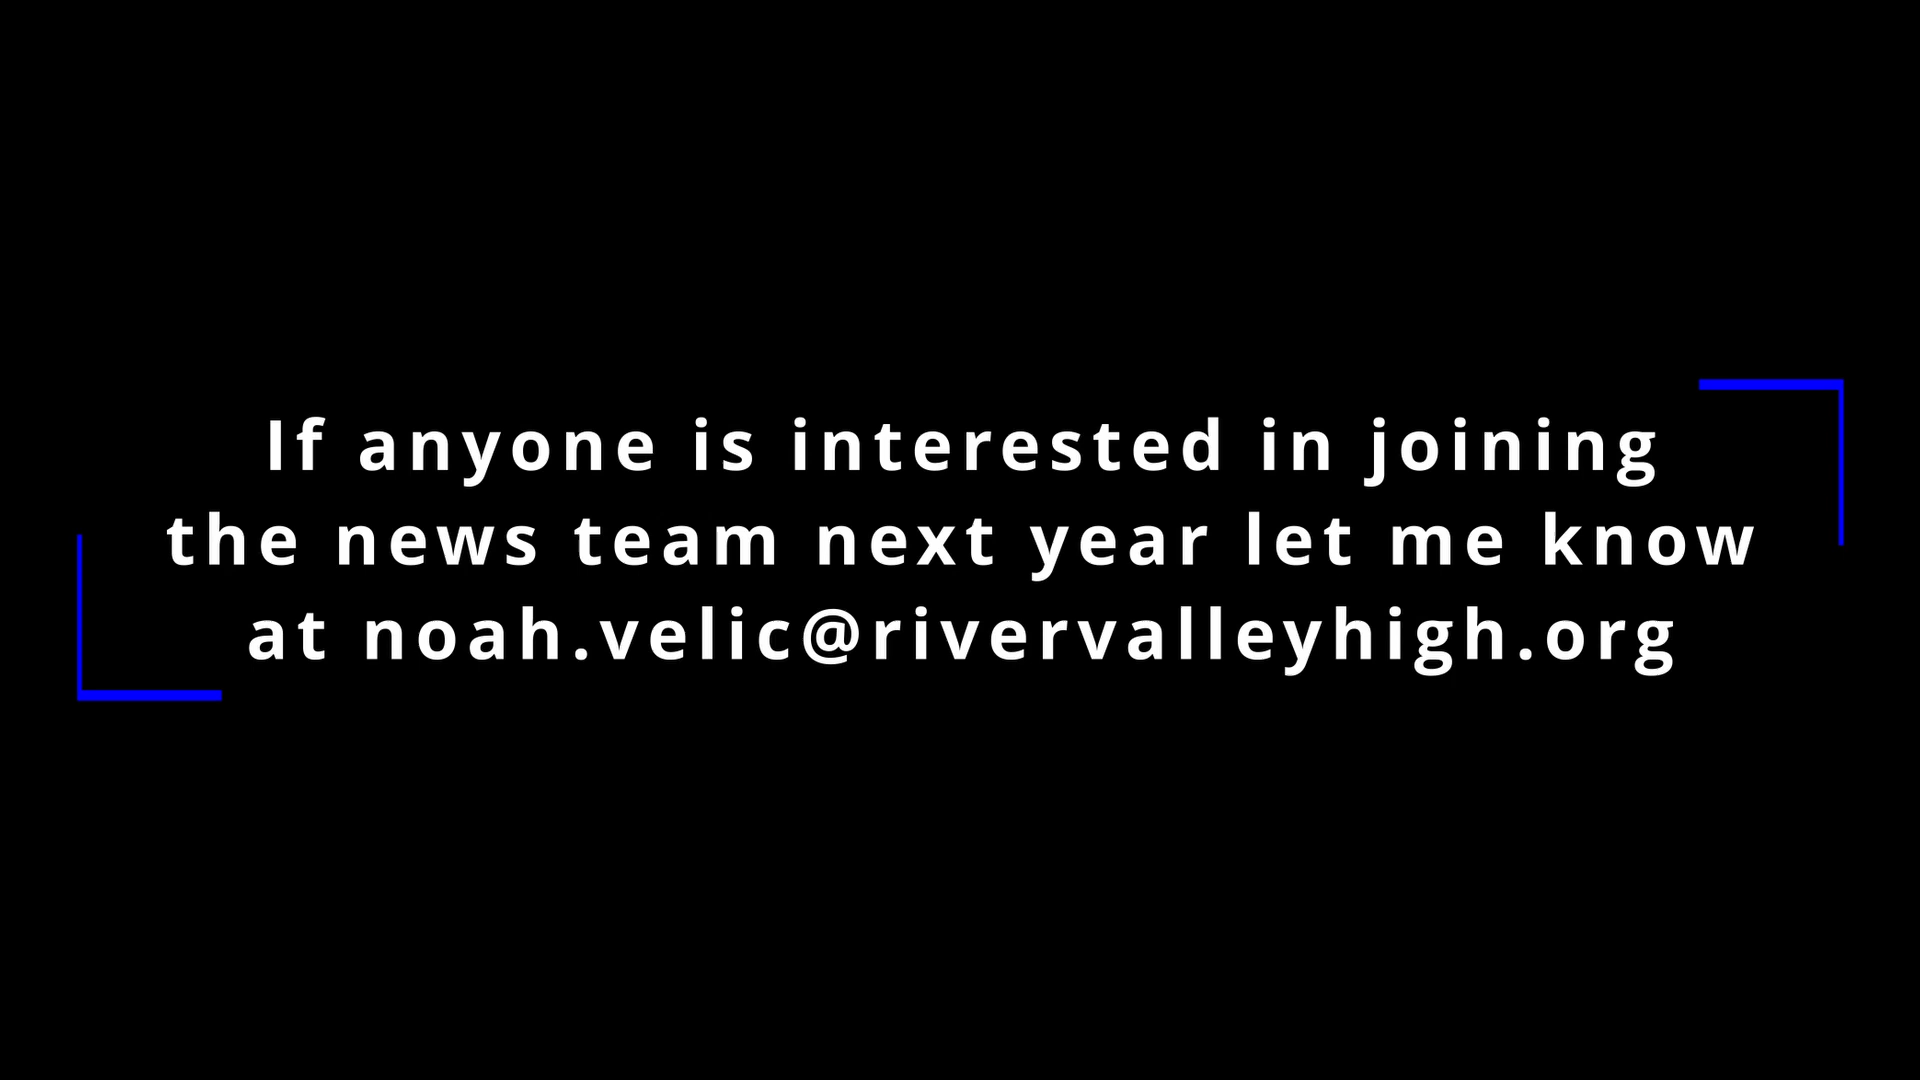 If anyone is interested in joining
the news team next year let me know
at noah.velic@rivervalleyhigh.org